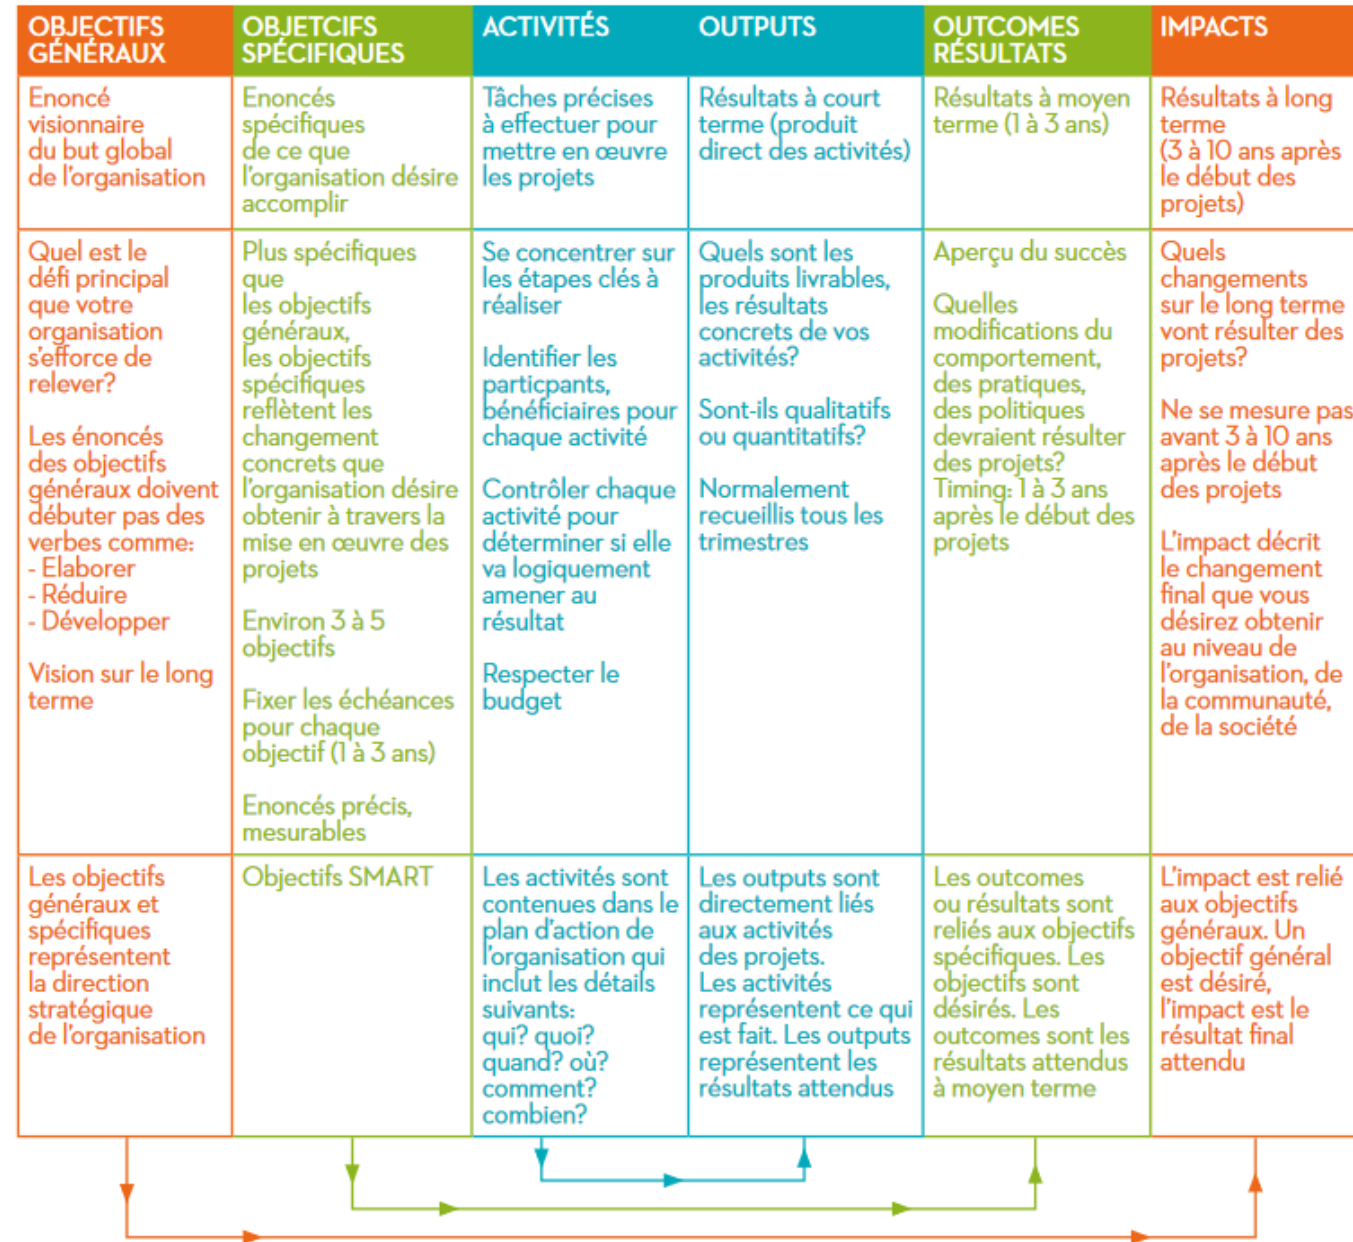 OBJECTIFS
GÉNÉRAUX
OBJETCIFS
SPÉCIFIQUES
ACTIVITÉS
OUTPUTS
OUTCOMES
RÉSULTATS
IMPACTS
Enoncé
visionnaire
du but global
de l'organisation
Enoncés
spécifiques
de ce que
l'organisation désire
accomplir
Tâches précises
à effectuer pour
mettre en œuvre
les projets
Résultats à court
terme (produit
direct des activités)
Résultats à moyen
terme (1 à 3 ans)
Résultats à long
terme
(3 à 10 ans après
le début des
projets)
Quel est le
défi principal
que votre
organisation
s'efforce de
relever?
Les énoncés
des objectifs
généraux doivent
débuter pas des
verbes comme:
- Elaborer
- Réduire
- Développer
Vision sur le long
terme
Plus spécifiques
que
les objectifs
généraux,
les objectifs
spécifiques
reflètent les
changement
concrets que
l'organisation désire
obtenir à travers la
mise en œuvre des
projets
Environ 3 à 5
objectifs
Fixer les échéances
pour chaque
objectif (1 à 3 ans)
Enoncés précis,
mesurables
Se concentrer sur
les étapes clés à
réaliser
Identifier les
particpants,
bénéficiaires pour
chaque activité
Contrôler chaque
activité pour
déterminer si elle
va logiquement
amener au
résultat
Respecter le
budget
Quels sont les
produits livrables,
les résultats
concrets de vos
activités?
Sont-ils qualitatifs
ou quantitatifs?
Normalement
recueillis tous les
trimestres
Aperçu du succès
Quelles
modifications du
comportement,
des pratiques,
des politiques
devraient résulter
des projets?
Timing: 1 à 3 ans
après le début des
projets
Quels
changements
sur le long terme
vont résulter des
projets?
Ne se mesure pas
avant 3 à 10 ans
après le début
des projets
L'impact décrit
le changement
final que vous
désirez obtenir
au niveau de
l'organisation, de
la communauté,
de la société
Les objectifs
généraux et
spécifiques
représentent
la direction
stratégique
de l'organisation
Objectifs SMART
Les activités sont
contenues dans le
plan d'action de
l'organisation qui
inclut les détails
suivants:
qui? quoi?
quand? où?
comment?
combien?
Les outputs sont
directement liés
aux activités
des projets.
Les activités
représentent ce qui
est fait. Les outputs
représentent les
résultats attendus
Les outcomes
ou résultats sont
reliés aux objectifs
spécifiques. Les
objectifs sont
désirés. Les
outcomes sont les
résultats attendus
à moyen terme
L'impact est relié
aux objectifs
généraux. Un
objectif général
est désiré,
l'impact est le
résultat final
attendu